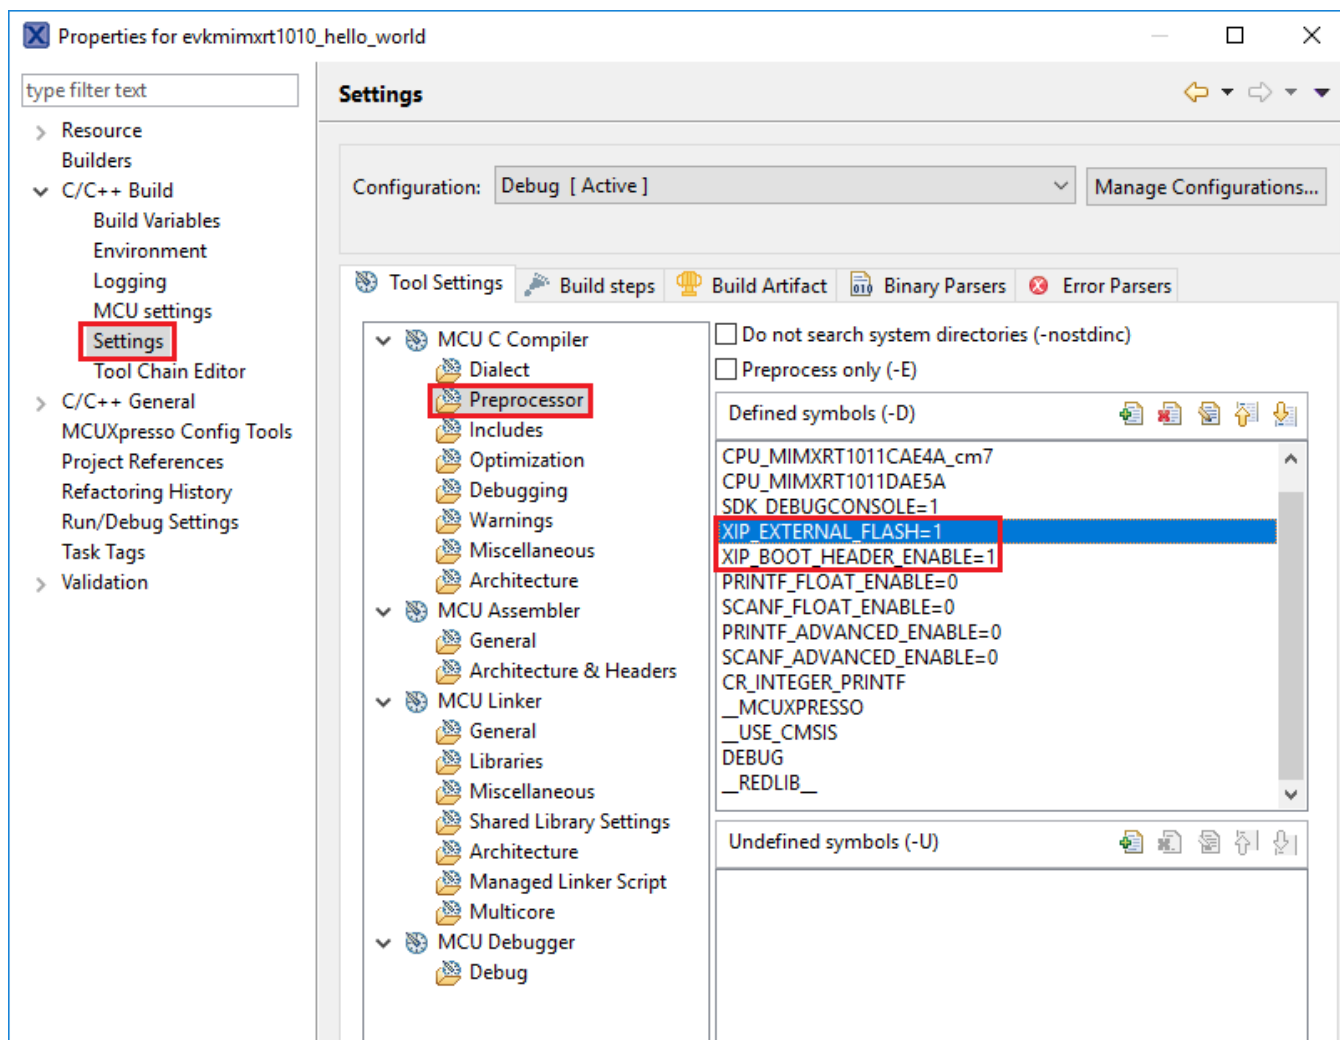 Properties for evkmimxrt1010_hello_world
type filter text
Resource
Builders
C/C++ Build
Build Variables
Environment
Logging
MCU settings
Settings
Tool Chain Editor
C/C++ General
MCUXpresso Config Tools
Project References
Refactoring History
Run/Debug Settings
Task Tags
Validation
Settings
Configuration: Debug [ Active ] Manage Configurations...
Tool Settings Build steps Build Artifact Binary Parsers Error Parsers
MCU C Compiler
Dialect
Preprocessor
Includes
Optimization
Debugging
Warnings
Miscellaneous
Architecture
MCU Assembler
General
Architecture & Headers
MCU Linker
General
Libraries
Miscellaneous
Shared Library Settings
Architecture
Managed Linker Script
Multicore
MCU Debugger
Debug
Do not search system directories (-nostdinc)
Preprocess only (-E)
Defined symbols (-D)
CPU_MIMXRT1011CAE4A_cm7
CPU_MIMXRT1011DAE5A
SDK_DEBUGCONSOLE=1
XIP_EXTERNAL_FLASH=1
XIP_BOOT_HEADER_ENABLE=1
PRINTF_FLOAT_ENABLE=0
SCANF_FLOAT_ENABLE=0
PRINTF_ADVANCED_ENABLE=0
SCANF_ADVANCED_ENABLE=0
CR_INTEGER_PRINTF
__MCUXPRESSO
__USE_CMSIS
DEBUG
__REDLIB__
Undefined symbols (-U)